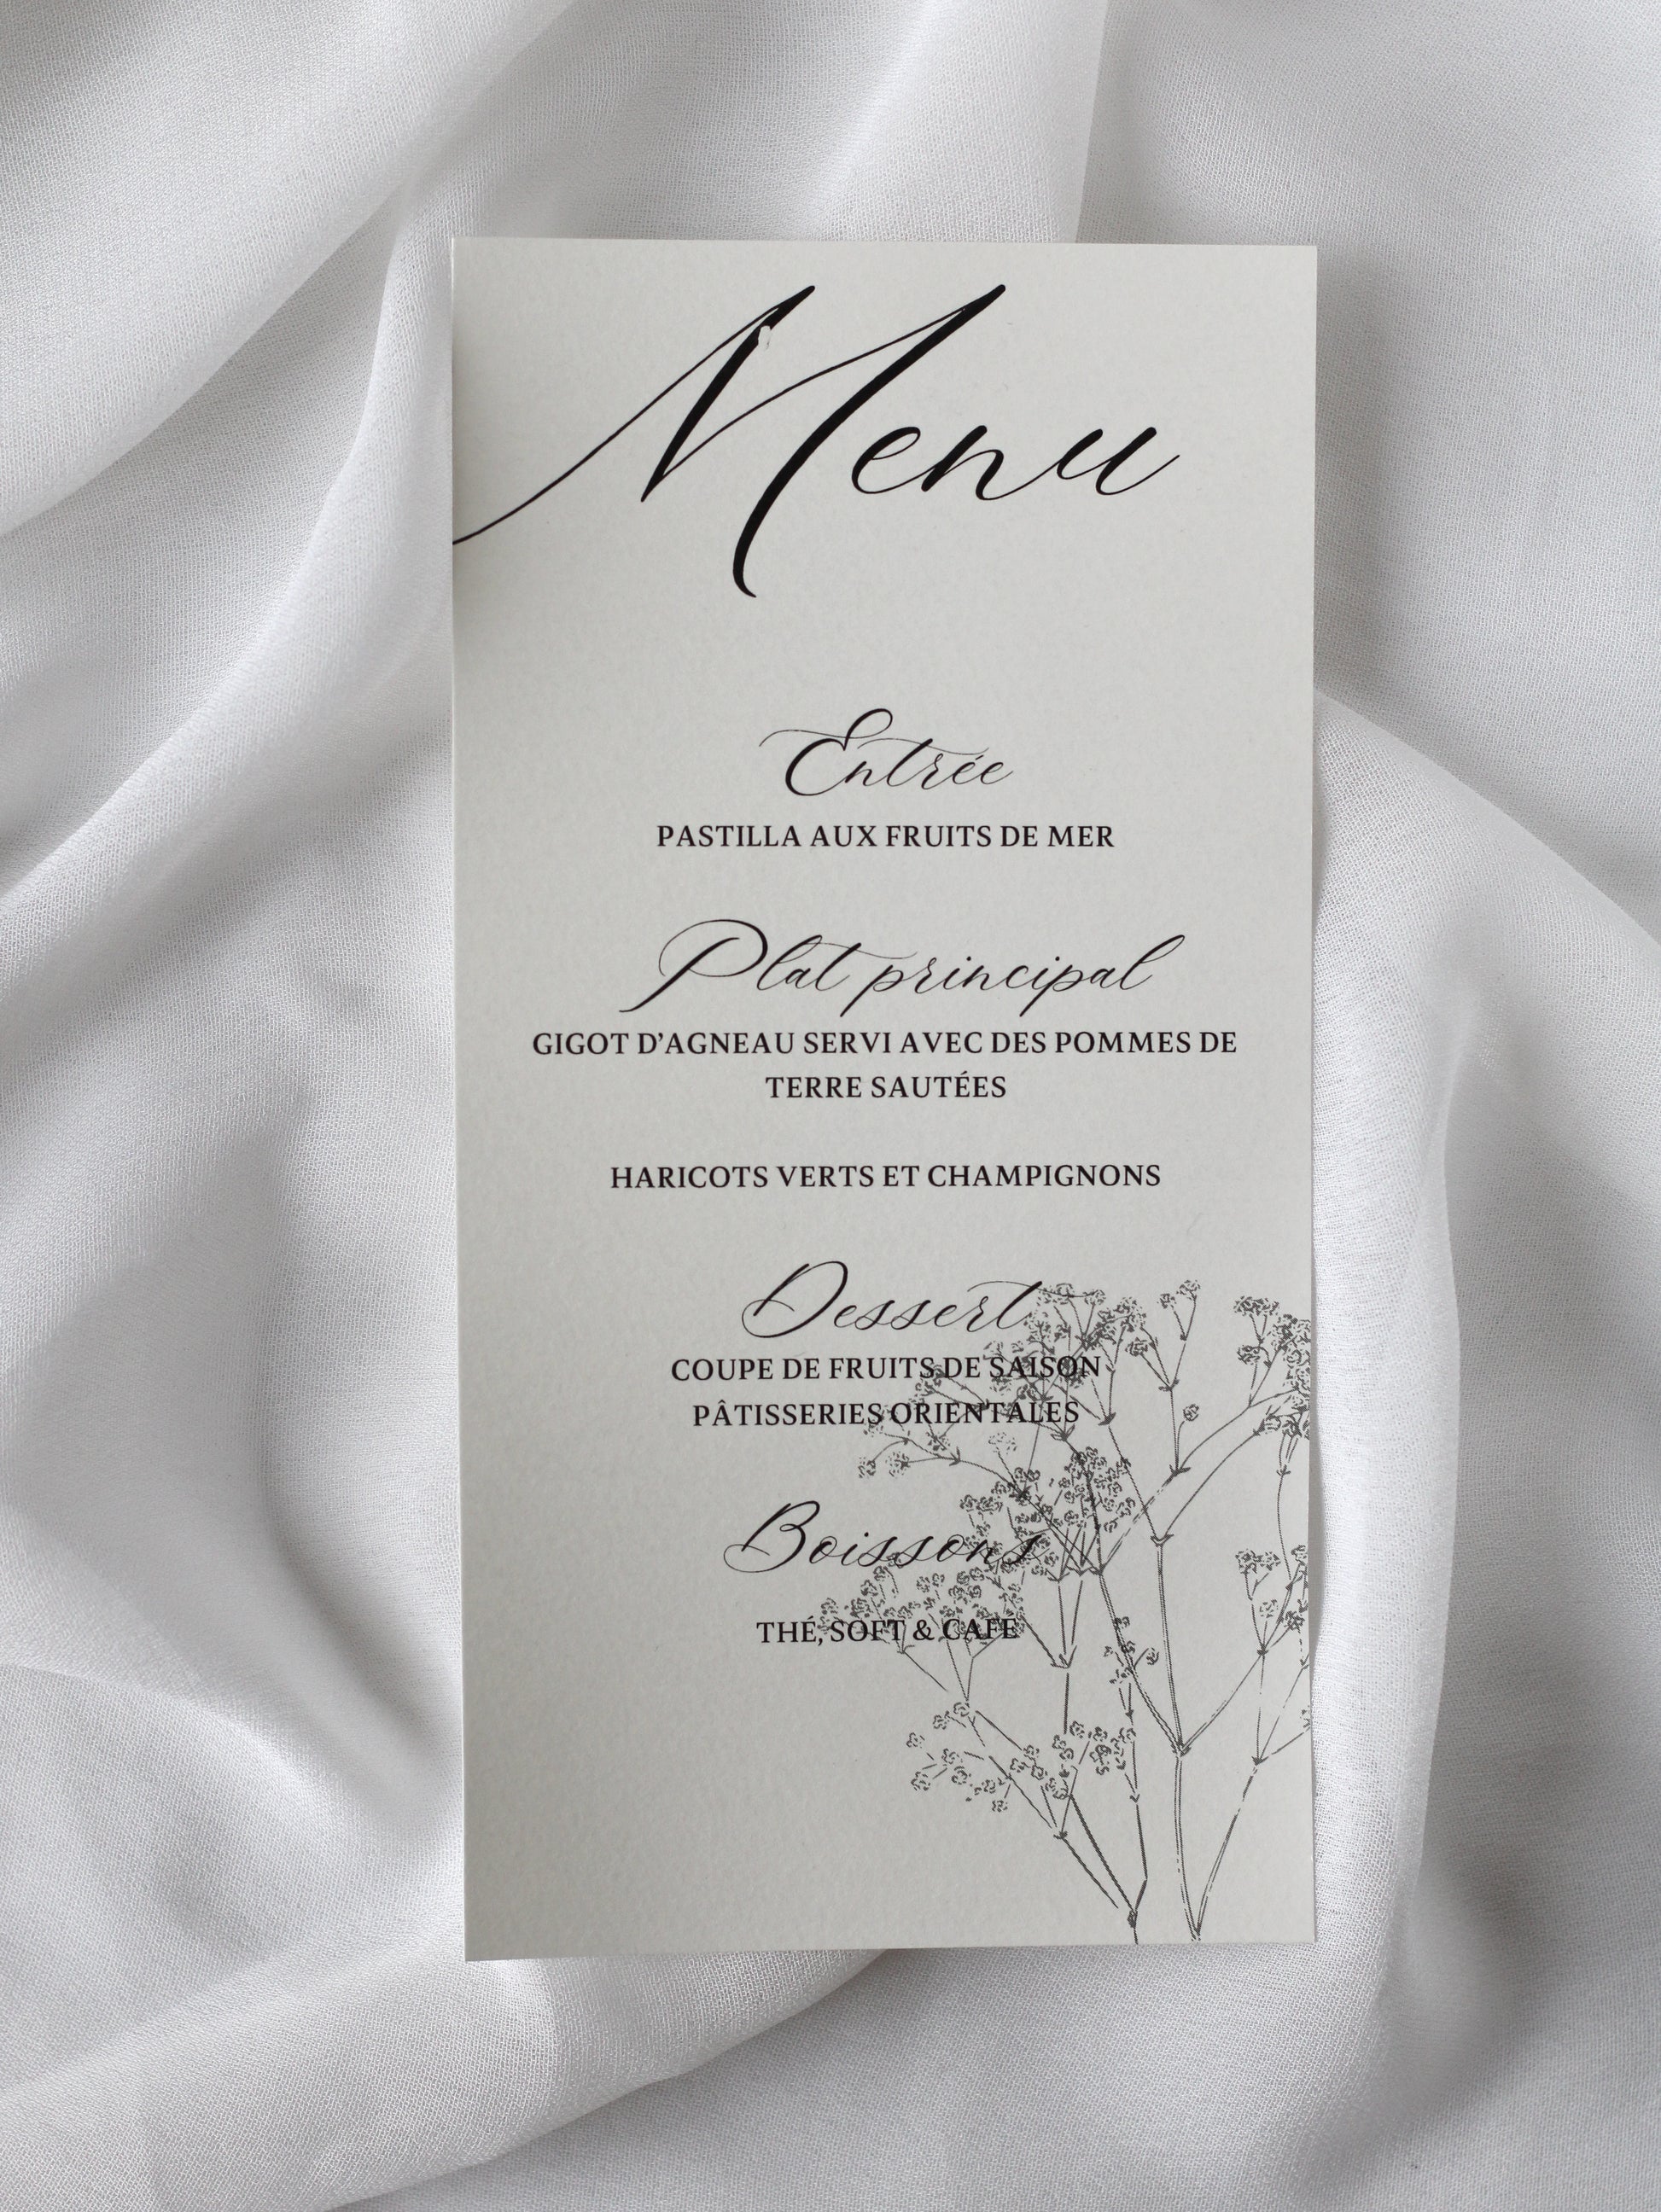 Menu
Entrée
PASTILLA AUX FRUITS DE MER
Plat principal
GIGOT D’AGNEAU SERVI AVEC DES POMMES DE
TERRE SAUTÉES
HARICOTS VERTS ET CHAMPIGNONS
Dessert
COUPE DE FRUITS DE SAISON
PÂTISSERIES ORIENTALES
Boissons
THÉ, SOFT & CAFÉ